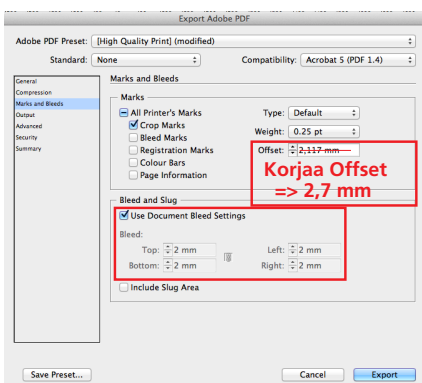 Export Adobe PDF
Adobe PDF Preset: [High Quality Print] (modified)
Standard: None Compatibility: Acrobat 5 (PDF 1.4)
General
Compression
Marks and Bleeds
Output
Advanced
Security
Summary
Marks and Bleeds
Marks
All Printer's Marks
Crop Marks
Bleed Marks
Registration Marks
Colour Bars
Page Information
Type: Default
Weight: 0.25 pt
Offset: 2,117 mm
Korjaa Offset
=> 2,7 mm
Bleed and Slug
Use Document Bleed Settings
Bleed:
Top: 2 mm Left: 2 mm
Bottom: 2 mm Right: 2 mm
Include Slug Area
Save Preset... Cancel Export